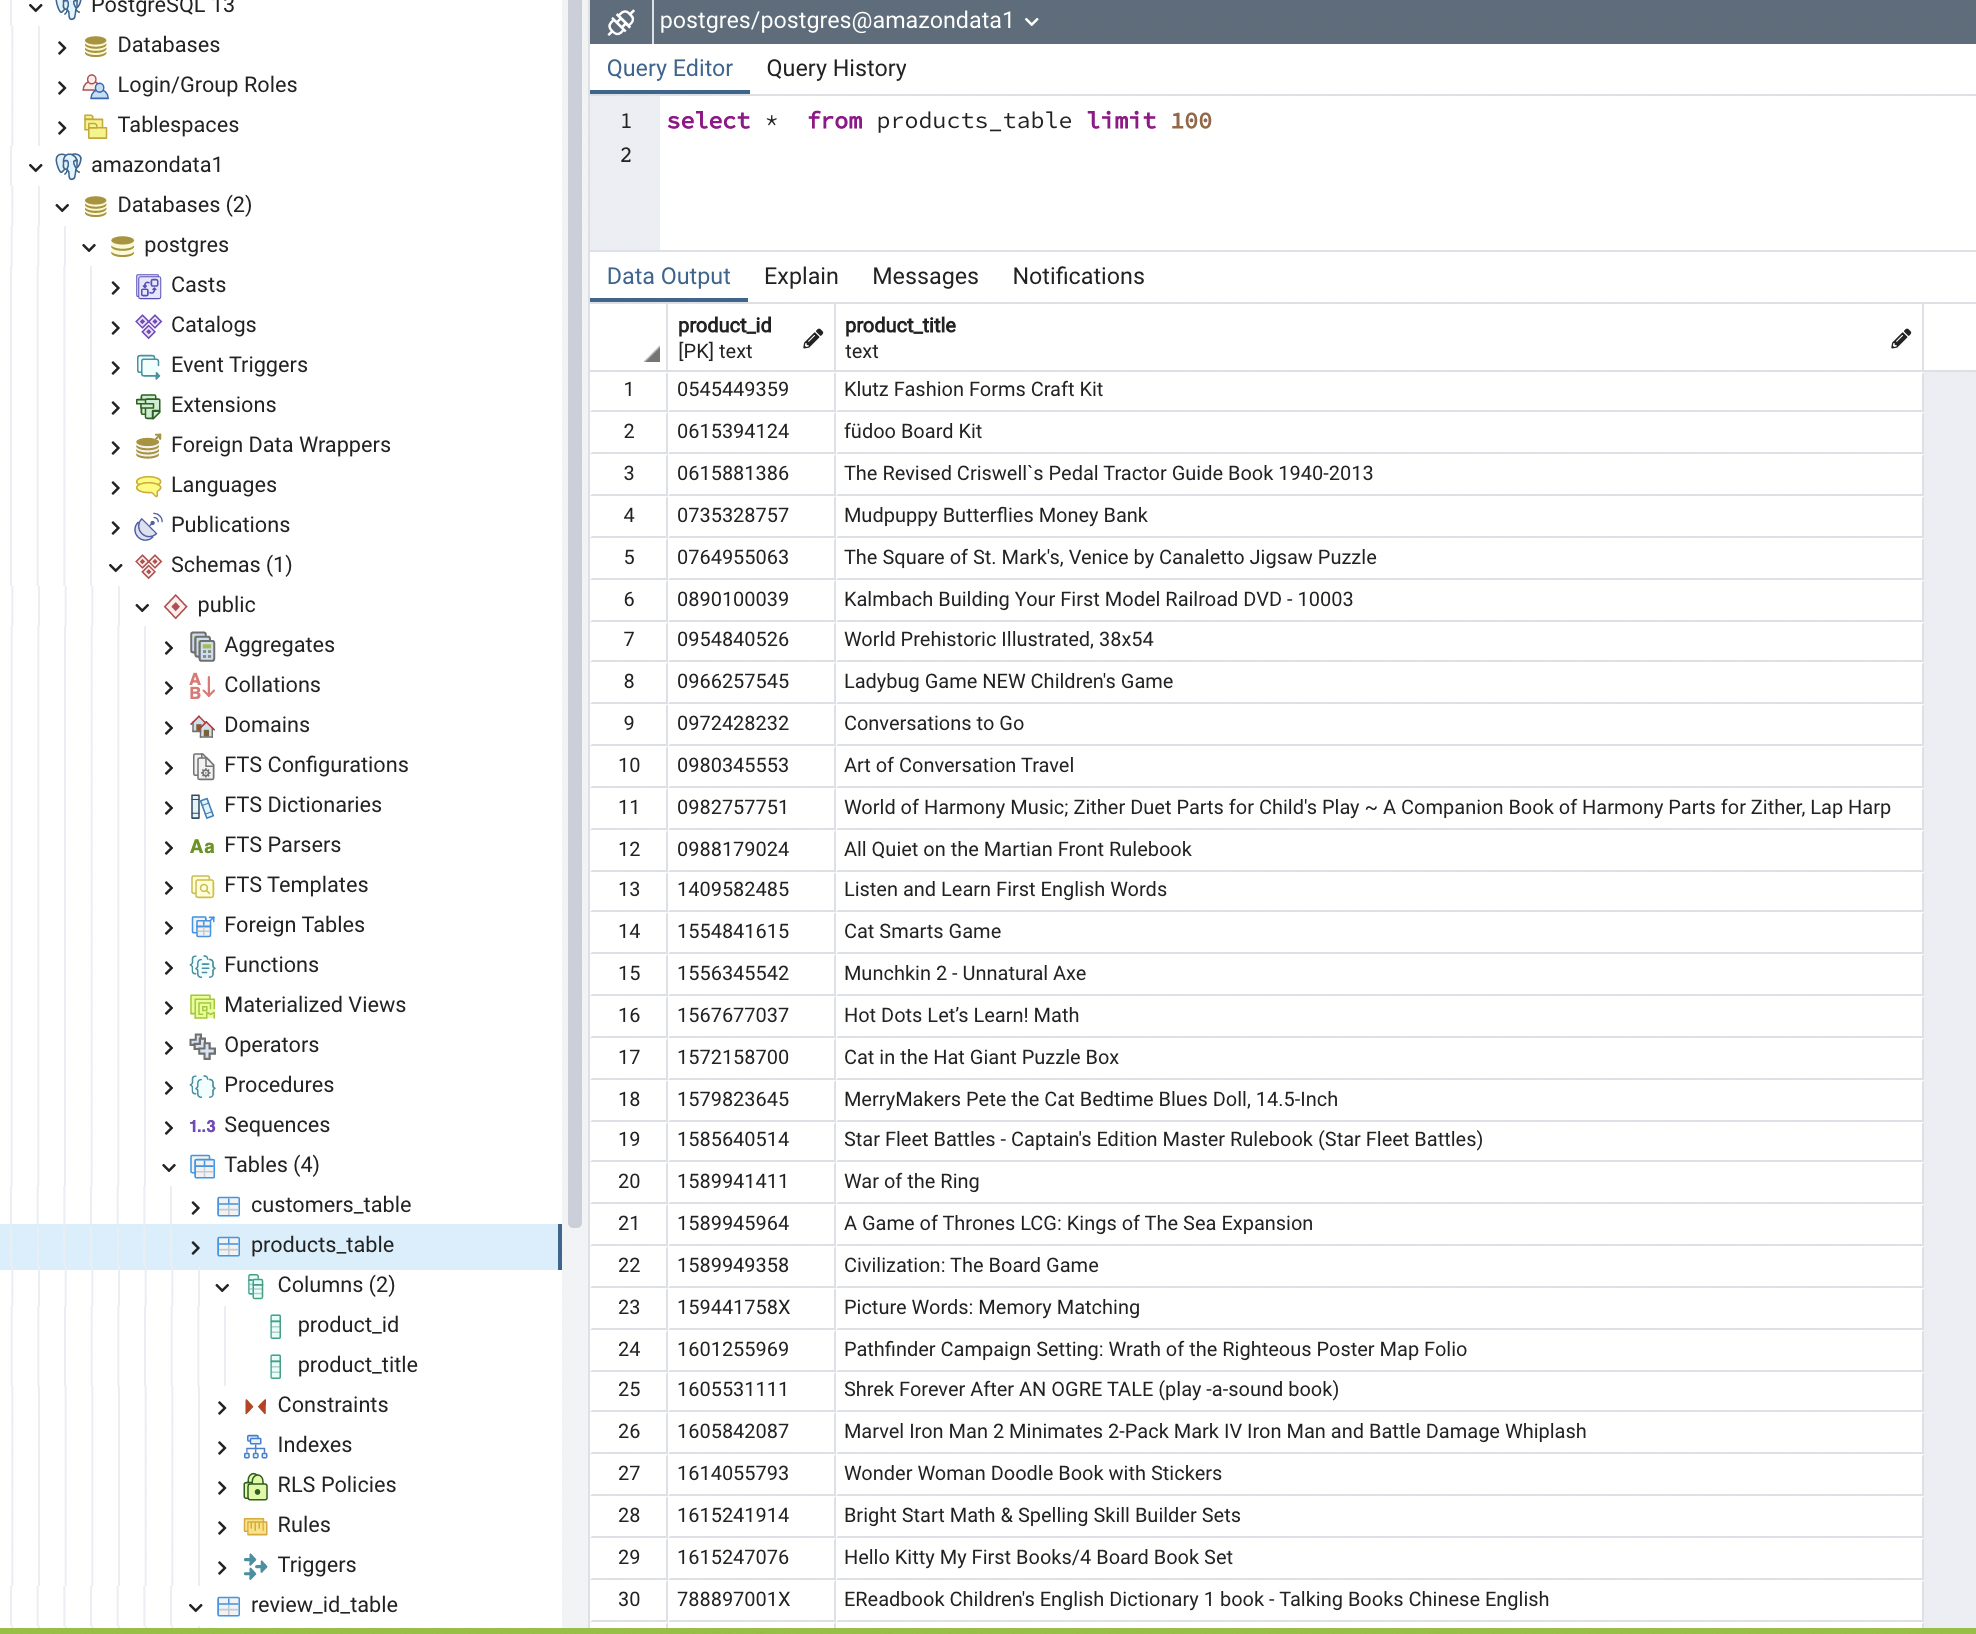 PostgreSQL 13
Databases
Login/Group Roles
Tablespaces
amazondata1
Databases (2)
postgres
Casts
Catalogs
Event Triggers
Extensions
Foreign Data Wrappers
Languages
Publications
Schemas (1)
public
Aggregates
Collations
Domains
FTS Configurations
FTS Dictionaries
Aa FTS Parsers
FTS Templates
Foreign Tables
Functions
Materialized Views
Operators
Procedures
1..3 Sequences
Tables (4)
customers_table
products_table
Columns (2)
product_id
product_title
Constraints
Indexes
RLS Policies
Rules
Triggers
review_id_table
postgres/postgres@amazondata1
Query Editor Query History
1 select * from products_table limit 100
2
Data Output Explain Messages Notifications
product_id product_title
[PK] text text
1 0545449359 Klutz Fashion Forms Craft Kit
2 0615394124 füdoo Board Kit
3 0615881386 The Revised Criswell`s Pedal Tractor Guide Book 1940-2013
4 0735328757 Mudpuppy Butterflies Money Bank
5 0764955063 The Square of St. Mark's, Venice by Canaletto Jigsaw Puzzle
6 0890100039 Kalmbach Building Your First Model Railroad DVD - 10003
7 0954840526 World Prehistoric Illustrated, 38x54
8 0966257545 Ladybug Game NEW Children's Game
9 0972428232 Conversations to Go
10 0980345553 Art of Conversation Travel
11 0982757751 World of Harmony Music; Zither Duet Parts for Child's Play ~ A Companion Book of Harmony Parts for Zither, Lap Harp
12 0988179024 All Quiet on the Martian Front Rulebook
13 1409582485 Listen and Learn First English Words
14 1554841615 Cat Smarts Game
15 1556345542 Munchkin 2 - Unnatural Axe
16 1567677037 Hot Dots Let’s Learn! Math
17 1572158700 Cat in the Hat Giant Puzzle Box
18 1579823645 MerryMakers Pete the Cat Bedtime Blues Doll, 14.5-Inch
19 1585640514 Star Fleet Battles - Captain's Edition Master Rulebook (Star Fleet Battles)
20 1589941411 War of the Ring
21 1589945964 A Game of Thrones LCG: Kings of The Sea Expansion
22 1589949358 Civilization: The Board Game
23 159441758X Picture Words: Memory Matching
24 1601255969 Pathfinder Campaign Setting: Wrath of the Righteous Poster Map Folio
25 1605531111 Shrek Forever After AN OGRE TALE (play -a-sound book)
26 1605842087 Marvel Iron Man 2 Minimates 2-Pack Mark IV Iron Man and Battle Damage Whiplash
27 1614055793 Wonder Woman Doodle Book with Stickers
28 1615241914 Bright Start Math & Spelling Skill Builder Sets
29 1615247076 Hello Kitty My First Books/4 Board Book Set
30 788897001X EReadbook Children's English Dictionary 1 book - Talking Books Chinese English